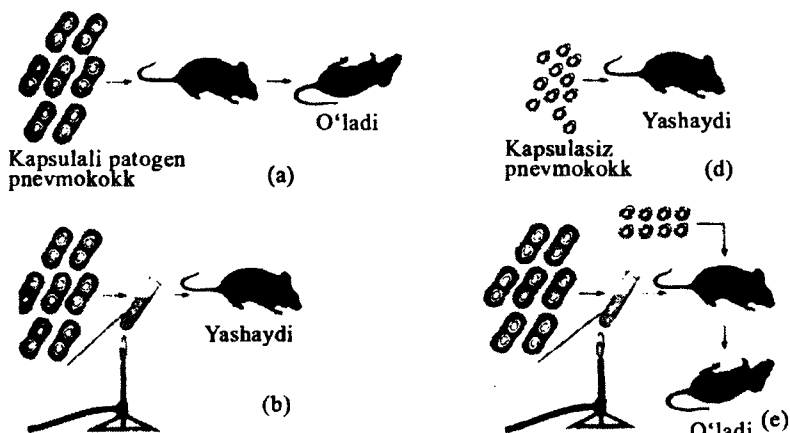 O‘ladi
Kapsulali patogen
pnevmokokk
(a)
Yashaydi
Kapsulasiz
pnevmokokk
(d)
Yashaydi
(b)
O‘ladi (e)